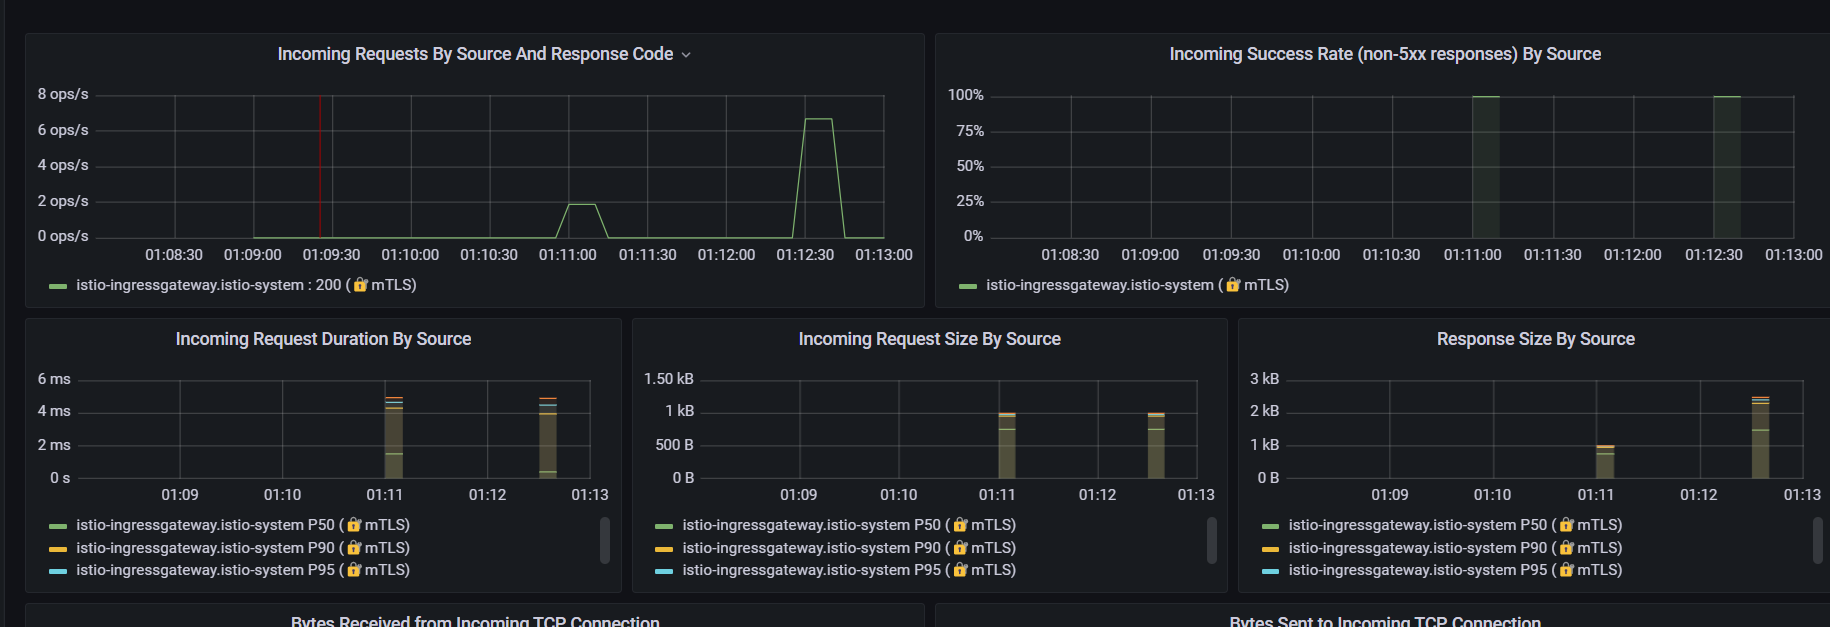 Incoming Requests By Source And Response Code
8 ops/s
6 ops/s
4 ops/s
2 ops/s
0 ops/s
01:08:30 01:09:00 01:09:30 01:10:00 01:10:30 01:11:00 01:11:30 01:12:00 01:12:30 01:13:00
istio-ingressgateway.istio-system : 200 (🔐mTLS)
Incoming Success Rate (non-5xx responses) By Source
100%
75%
50%
25%
0%
01:08:30 01:09:00 01:09:30 01:10:00 01:10:30 01:11:00 01:11:30 01:12:00 01:12:30 01:13:00
istio-ingressgateway.istio-system (🔐mTLS)
Incoming Request Duration By Source
6 ms
4 ms
2 ms
0 s
01:09 01:10 01:11 01:12 01:13
istio-ingressgateway.istio-system P50 (🔐mTLS)
istio-ingressgateway.istio-system P90 (🔐mTLS)
istio-ingressgateway.istio-system P95 (🔐mTLS)
Incoming Request Size By Source
1.50 kB
1 kB
500 B
0 B
01:09 01:10 01:11 01:12 01:13
istio-ingressgateway.istio-system P50 (🔐mTLS)
istio-ingressgateway.istio-system P90 (🔐mTLS)
istio-ingressgateway.istio-system P95 (🔐mTLS)
Response Size By Source
3 kB
2 kB
1 kB
0 B
01:09 01:10 01:11 01:12 01:13
istio-ingressgateway.istio-system P50 (🔐mTLS)
istio-ingressgateway.istio-system P90 (🔐mTLS)
istio-ingressgateway.istio-system P95 (🔐mTLS)
Bytes Received from Incoming TCP Connection
Bytes Sent to Incoming TCP Connection